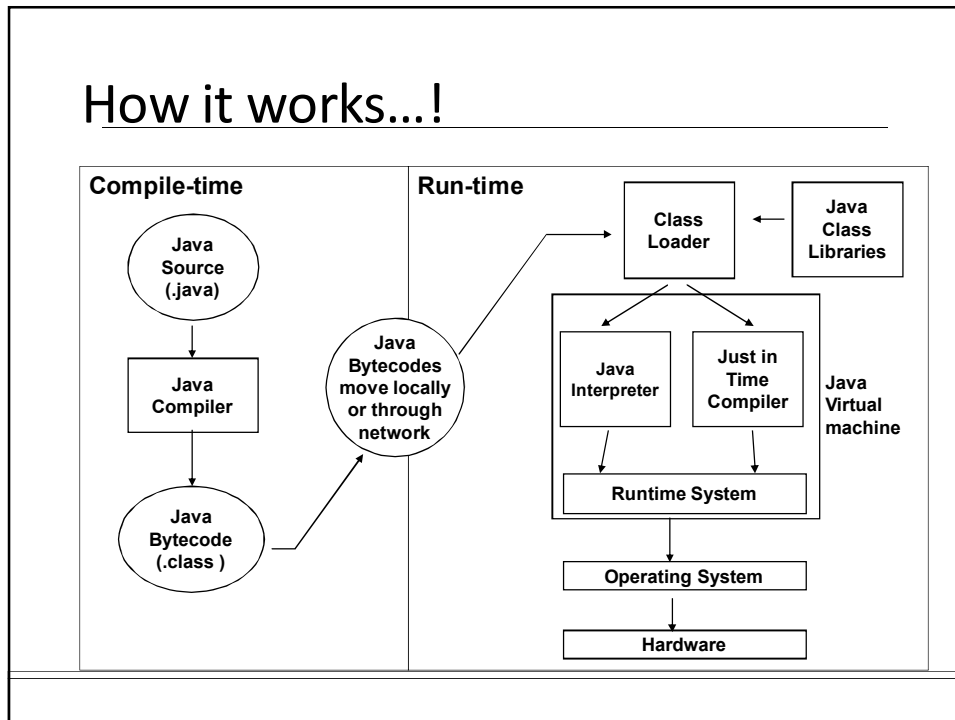 How it works...!
Compile-time
Java
Source
(.java)
Java
Compiler
Java
Bytecode
(.class )
Java
Bytecodes
move locally
or through
network
Run-time
Class
Loader
Java
Class
Libraries
Java
Interpreter
Just in
Time
Compiler
Java
Virtual
machine
Runtime System
Operating System
Hardware